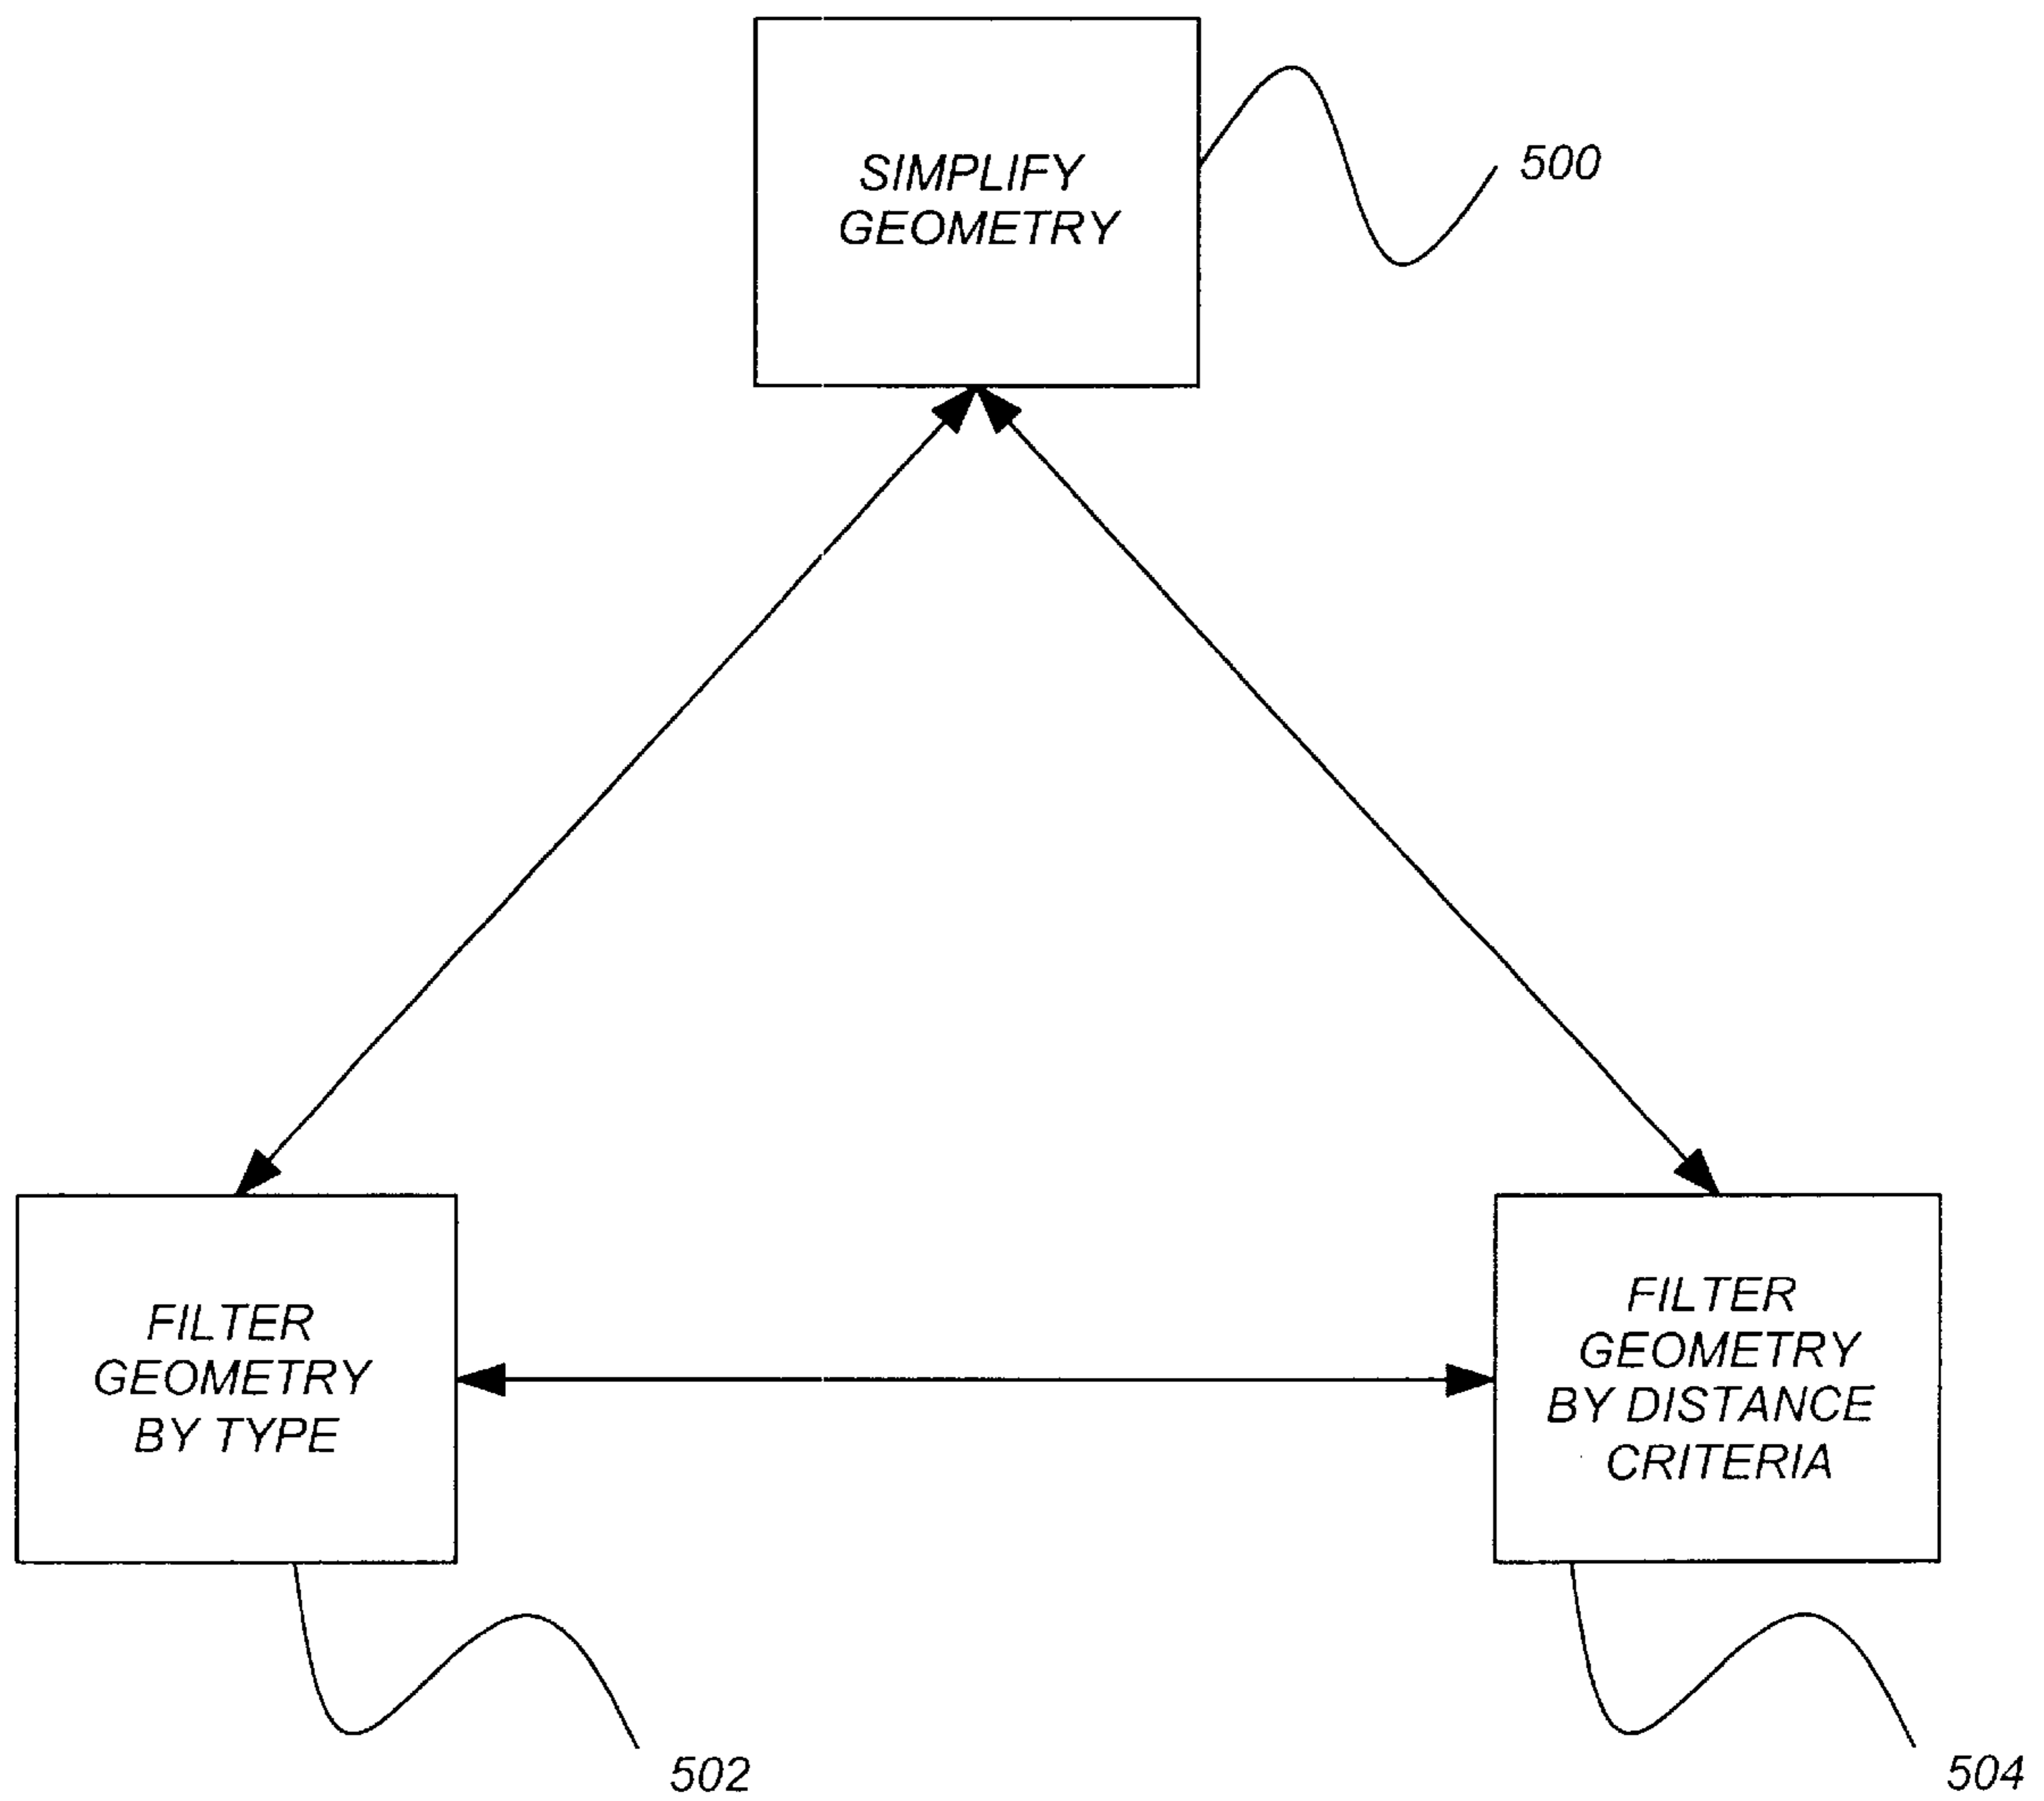 SIMPLIFY
GEOMETRY
500
FILTER
GEOMETRY
BY TYPE
502
FILTER
GEOMETRY
BY DISTANCE
CRITERIA
504